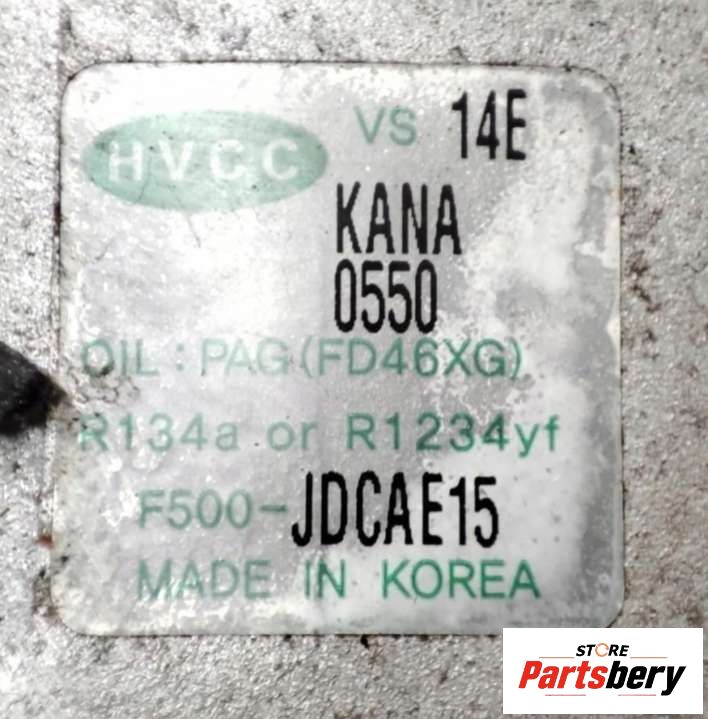 HVCC VS 14E
KANA
0550
OIL : PAG(FD46XG)
R134a or R1234yf
F500-JDCAE15
MADE IN KOREA
STORE
Partsbery